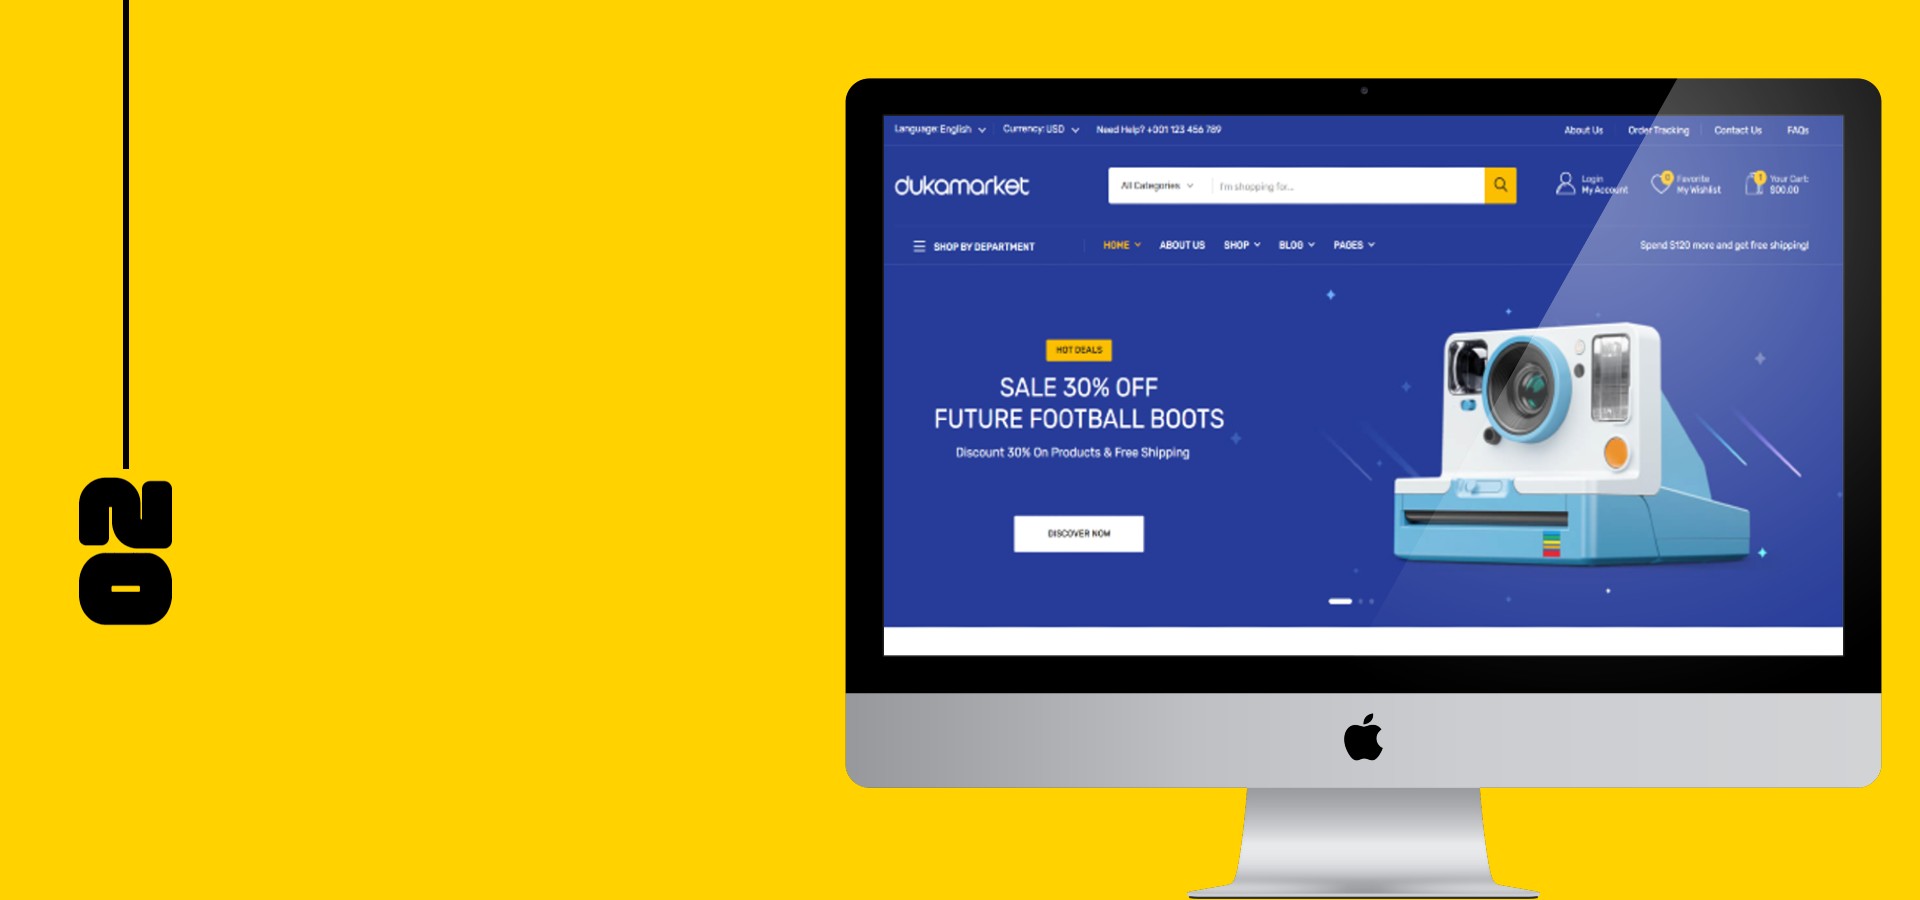 02
Language: English
Currency: USD
Need Help? +001 123 456 789
About Us
Order Tracking
Contact Us
FAQs
dukamarket
All Categories
I'm shopping for...
Login
My Account
0
Favorite
My Wishlist
1
Your Cart:
$00.00
SHOP BY DEPARTMENT
HOME
ABOUT US
SHOP
BLOG
PAGES
Spend $120 more and get free shipping!
HOT DEALS
SALE 30% OFF
FUTURE FOOTBALL BOOTS
Discount 30% On Products & Free Shipping
DISCOVER NOW